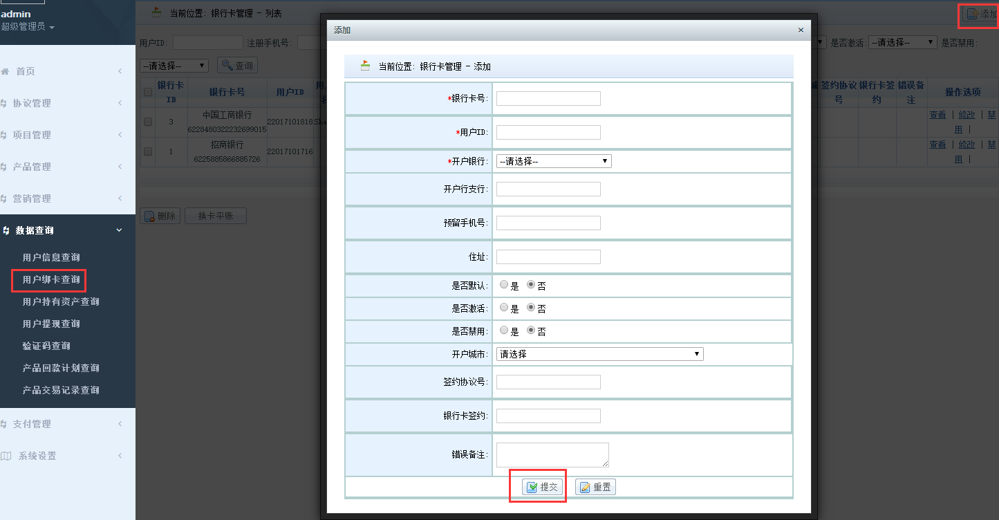 admin
超级管理员
首页
协议管理
项目管理
产品管理
营销管理
数据查询
用户信息查询
用户绑卡查询
用户持有资产查询
用户提现查询
验证码查询
产品回款计划查询
产品交易记录查询
支付管理
系统设置
当前位置: 银行卡管理 - 列表
添加
用户ID:
注册手机号:
是否激活: --请选择--
是否禁用:
--请选择--
查询
银行卡ID 银行卡号 用户ID
签约协议号 银行卡签约 错误备注 操作选项
3 中国工商银行 6228480322232699015 22017101818
查看 | 修改 | 禁用 |
1 招商银行 6225885866885726 22017101716
查看 | 修改 | 禁用 |
删除 换卡平账
添加 ×
当前位置: 银行卡管理 - 添加
*银行卡号:
*用户ID:
*开户银行: --请选择--
开户行支行:
预留手机号:
住址:
是否默认: 是 否
是否激活: 是 否
是否禁用: 是 否
开户城市: 请选择
签约协议号:
银行卡签约:
错误备注:
提交 重置